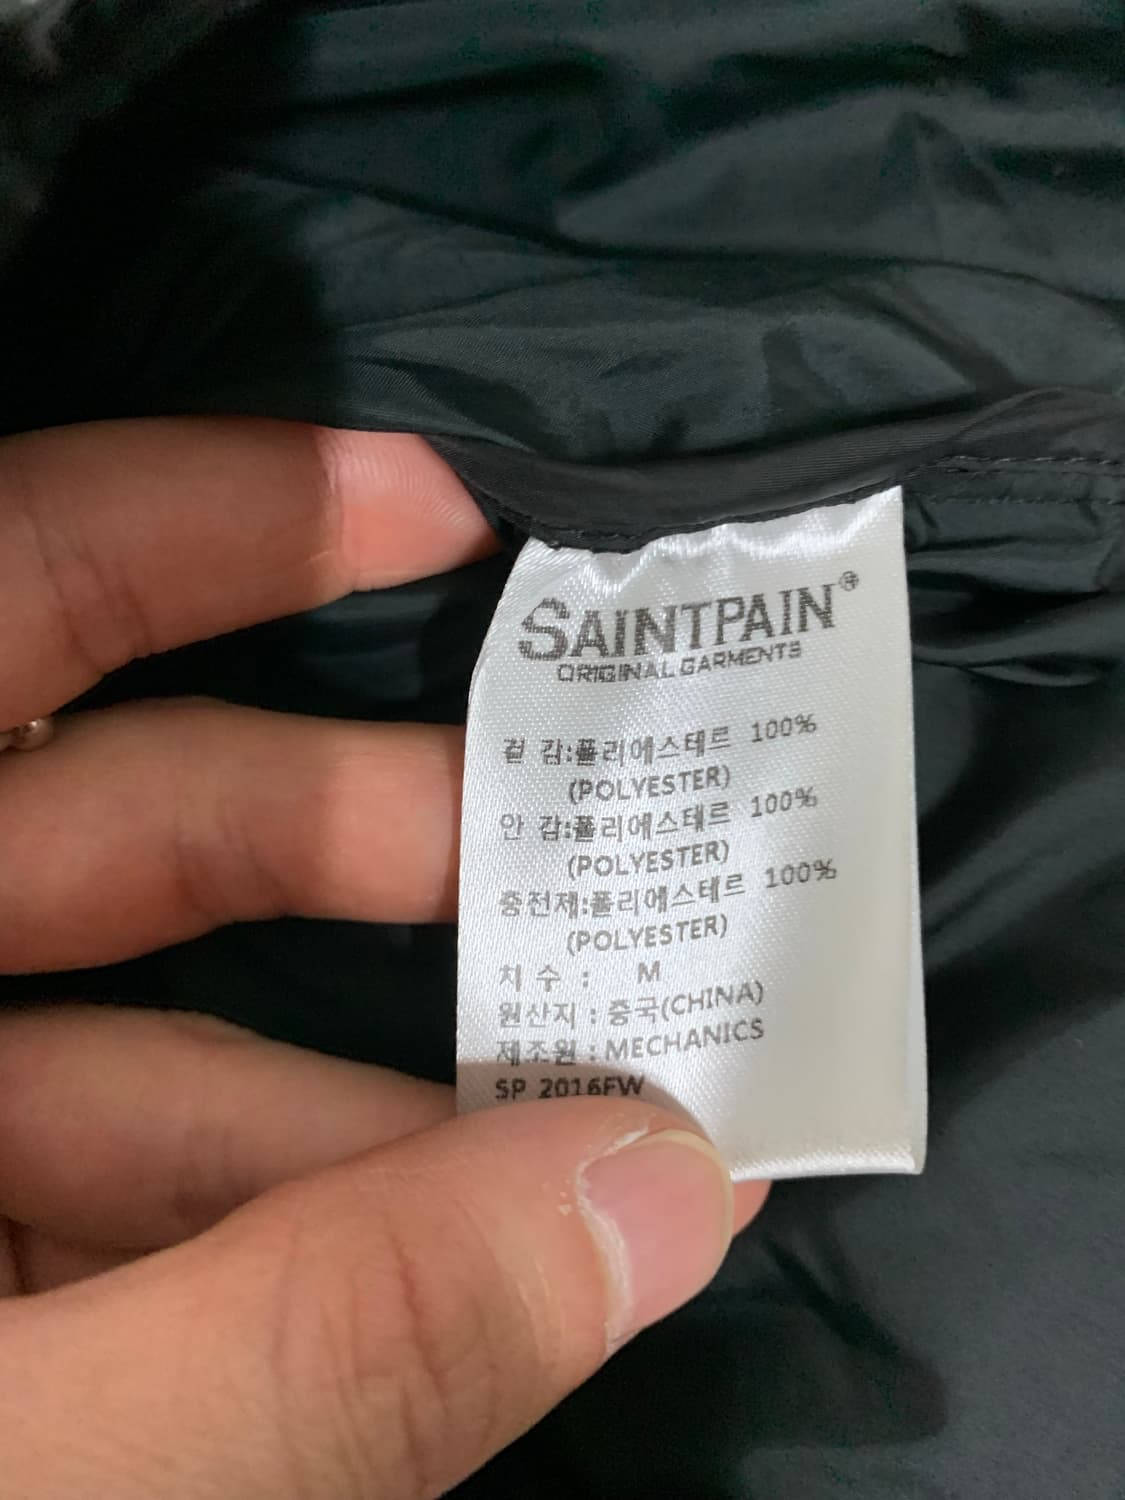 SAINTPAIN®
ORIGINAL GARMENTS
겉 감:폴리에스테르 100%
(POLYESTER)
안 감:폴리에스테르 100%
(POLYESTER)
충전재:폴리에스테르 100%
(POLYESTER)
치 수 : M
원산지 : 중국(CHINA)
제조원 : MECHANICS
SP 2016FW